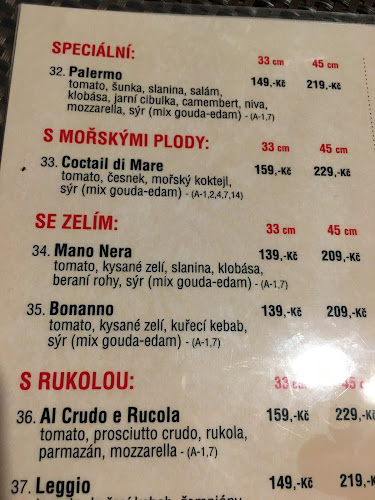 SPECIÁLNÍ: 33 cm 45 cm
32. Palermo 149,-Kč 219,-Kč
tomato, šunka, slanina, salám,
klobása, jarní cibulka, camembert, niva,
mozzarella, sýr (mix gouda-edam) - (A-1,7)
S MOŘSKÝMI PLODY: 33 cm 45 cm
33. Coctail di Mare 159,-Kč 229,-Kč
tomato, česnek, mořský koktejl,
sýr (mix gouda-edam) - (A-1,2,4,7,14)
SE ZELÍM: 33 cm 45 cm
34. Mano Nera 139,-Kč 209,-Kč
tomato, kysané zelí, slanina, klobása,
beraní rohy, sýr (mix gouda-edam) - (A-1,7)
35. Bonanno 139,-Kč 209,-Kč
tomato, kysané zelí, kuřecí kebab,
sýr (mix gouda-edam) - (A-1,7)
S RUKOLOU: 33 cm 45 cm
36. Al Crudo e Rucola 159,-Kč 229,-Kč
tomato, prosciutto crudo, rukola,
parmazán, mozzarella - (A-1,7)
37. Leggio 149,-Kč 219,-Kč